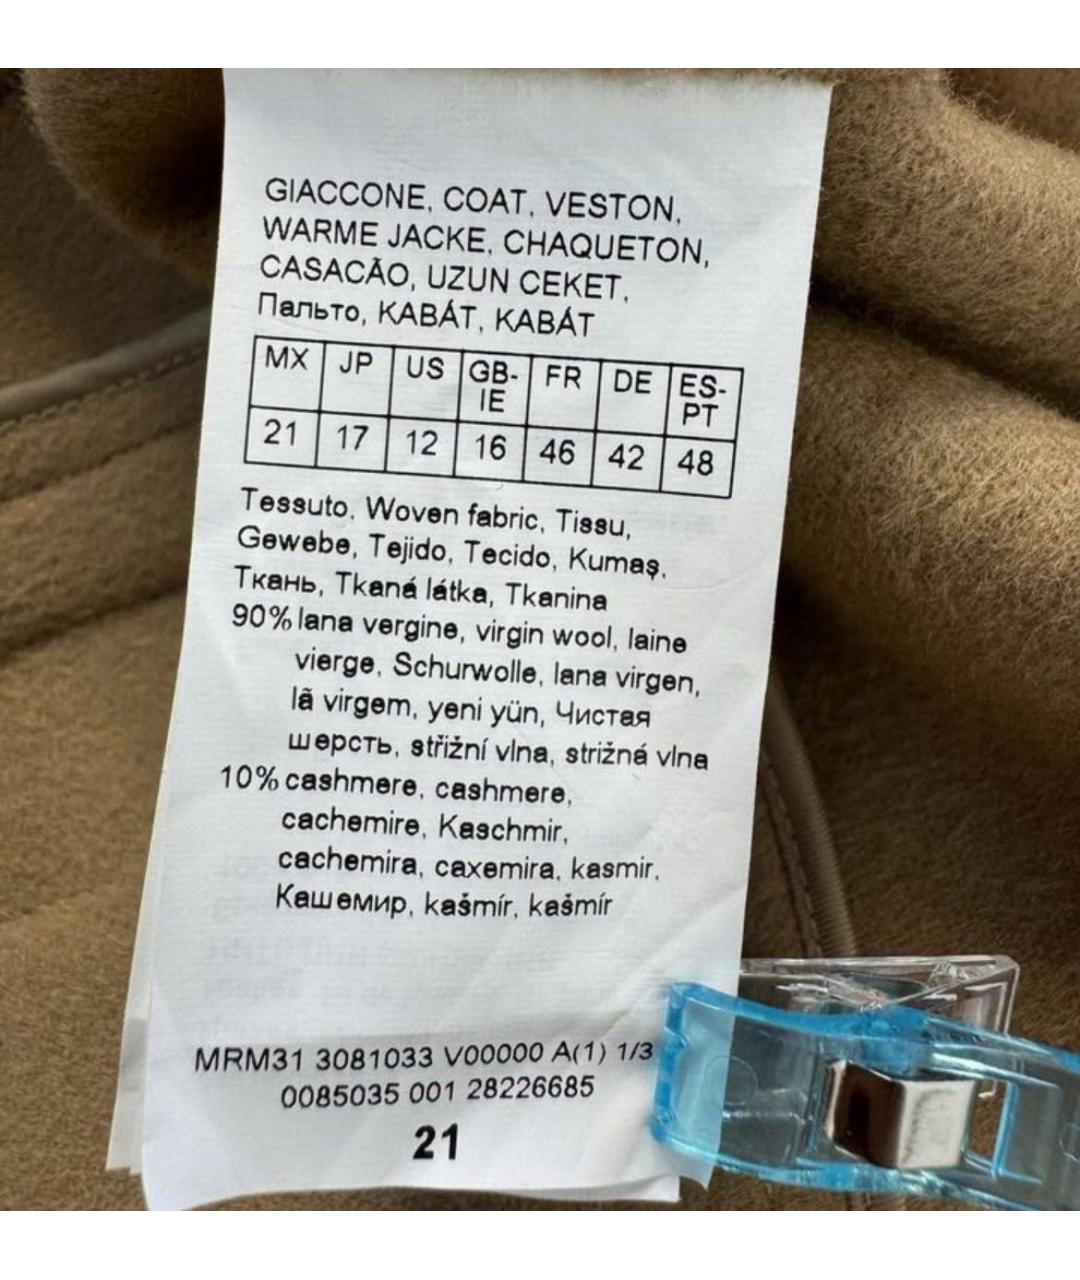 GIACCONE, COAT, VESTON,
WARME JACKE, CHAQUETON,
CASACÃO, UZUN CEKET,
Пальто, KABÁT, KABÁT
MX JP US GB-IE FR DE ES-PT
21 17 12 16 46 42 48
Tessuto, Woven fabric, Tissu,
Gewebe, Tejido, Tecido, Kumaş,
Ткань, Tkaná látka, Tkanina
90% lana vergine, virgin wool, laine
vierge, Schurwolle, lana virgen,
lã virgem, yeni yün, Чистая
шерсть, střižní vlna, strižná vlna
10% cashmere, cashmere,
cachemire, Kaschmir,
cachemira, caxemira, kasmir,
Кашемир, kašmír, kašmír
MRM31 3081033 V00000 A(1) 1/3
0085035 001 28226685
21